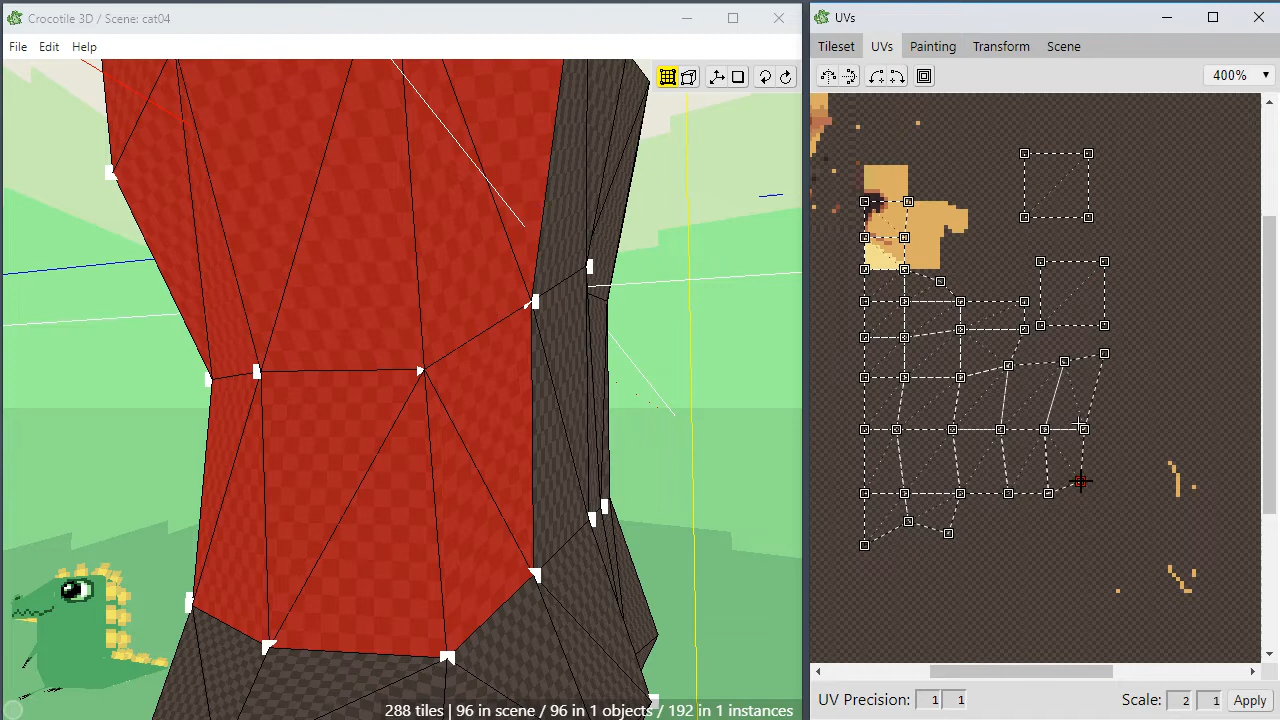 Crocotile 3D / Scene: cat04
File Edit Help
288 tiles | 96 in scene / 96 in 1 objects / 192 in 1 instances
UVs
Tileset UVs Painting Transform Scene
400%
UV Precision: 1 1 Scale: 2 1 Apply